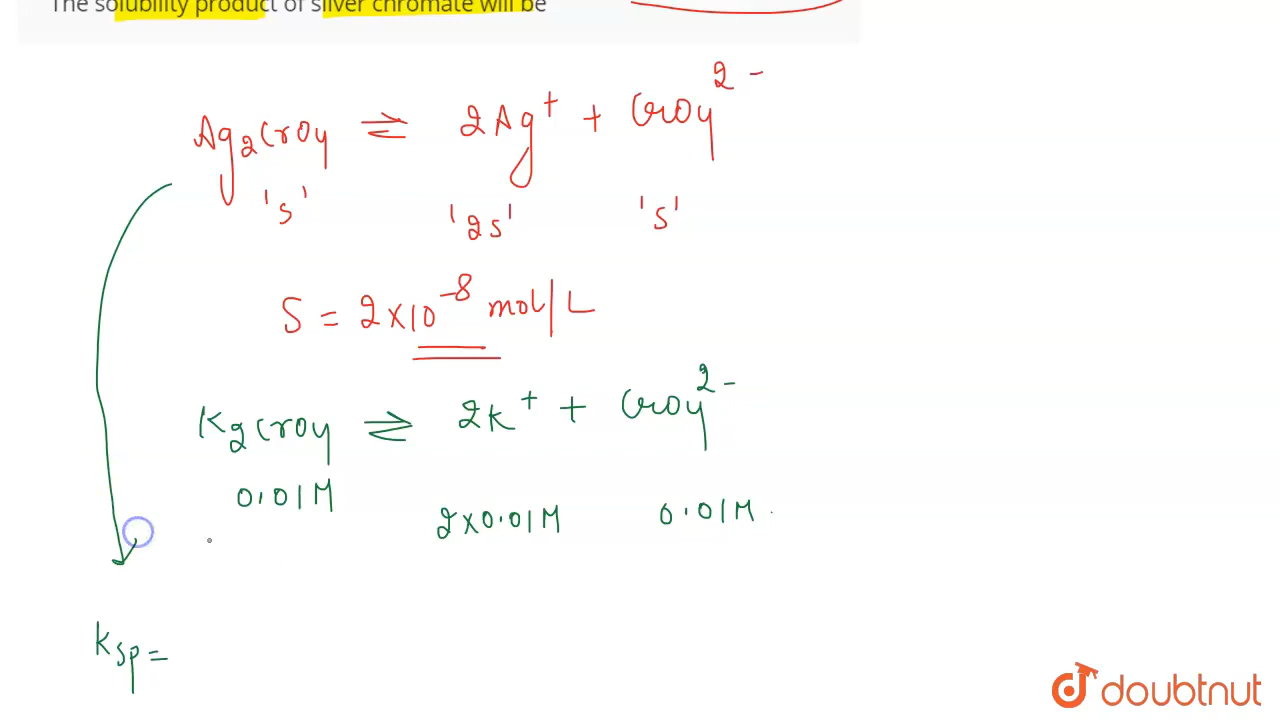 The solubility product of silver chromate will be
Ag2CrO4 ⇌ 2Ag+ + CrO4^2-
's' '2s' 's'
S = 2×10^-8 mol/L
K2CrO4 ⇌ 2K+ + CrO4^2-
0.01M 2×0.01M 0.01M.
Ksp =
doubtnut